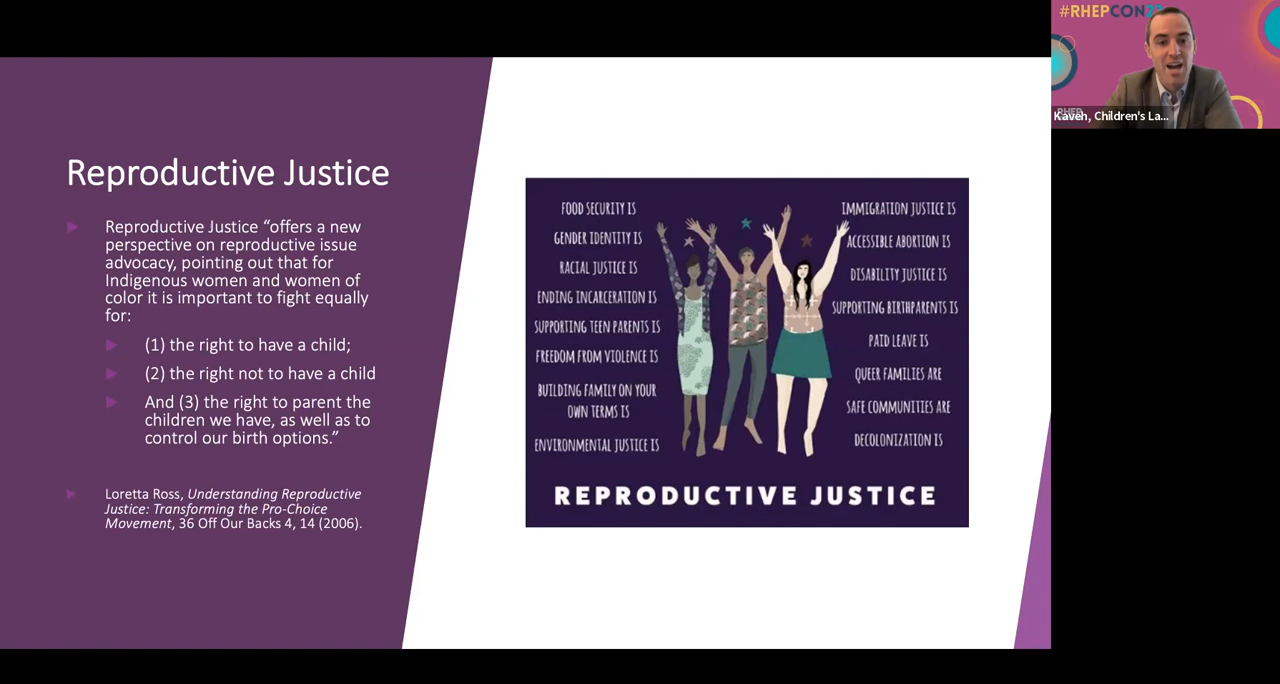 Reproductive Justice
Reproductive Justice “offers a new
perspective on reproductive issue
advocacy, pointing out that for
Indigenous women and women of
color it is important to fight equally
for:
(1) the right to have a child;
(2) the right not to have a child
And (3) the right to parent the
children we have, as well as to
control our birth options.”
Loretta Ross, Understanding Reproductive
Justice: Transforming the Pro-Choice
Movement, 36 Off Our Backs 4, 14 (2006).
FOOD SECURITY IS
GENDER IDENTITY IS
RACIAL JUSTICE IS
ENDING INCARCERATION IS
SUPPORTING TEEN PARENTS IS
FREEDOM FROM VIOLENCE IS
BUILDING FAMILY ON YOUR
OWN TERMS IS
ENVIRONMENTAL JUSTICE IS
IMMIGRATION JUSTICE IS
ACCESSIBLE ABORTION IS
DISABILITY JUSTICE IS
SUPPORTING BIRTHPARENTS IS
PAID LEAVE IS
QUEER FAMILIES ARE
SAFE COMMUNITIES ARE
DECOLONIZATION IS
REPRODUCTIVE JUSTICE
#RHEPCON
RHEP
Kaven, Children's La...